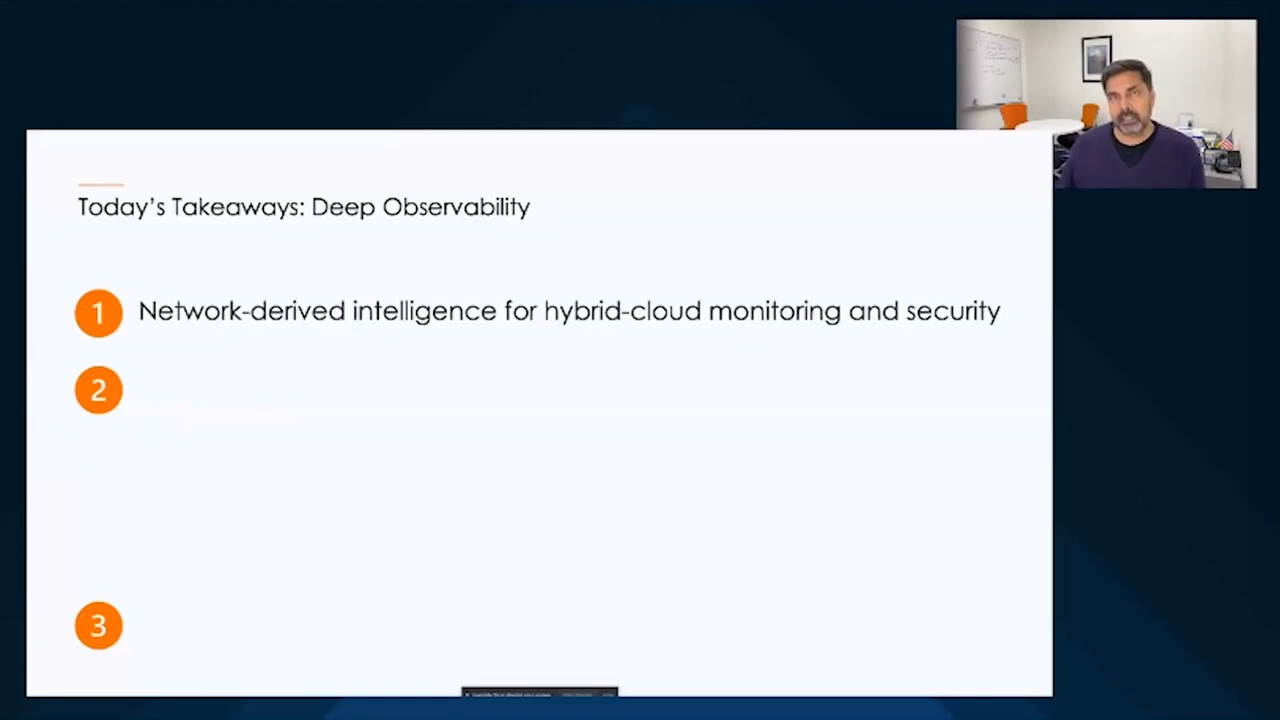 Today's Takeaways: Deep Observability
1 Network-derived intelligence for hybrid-cloud monitoring and security
2
3